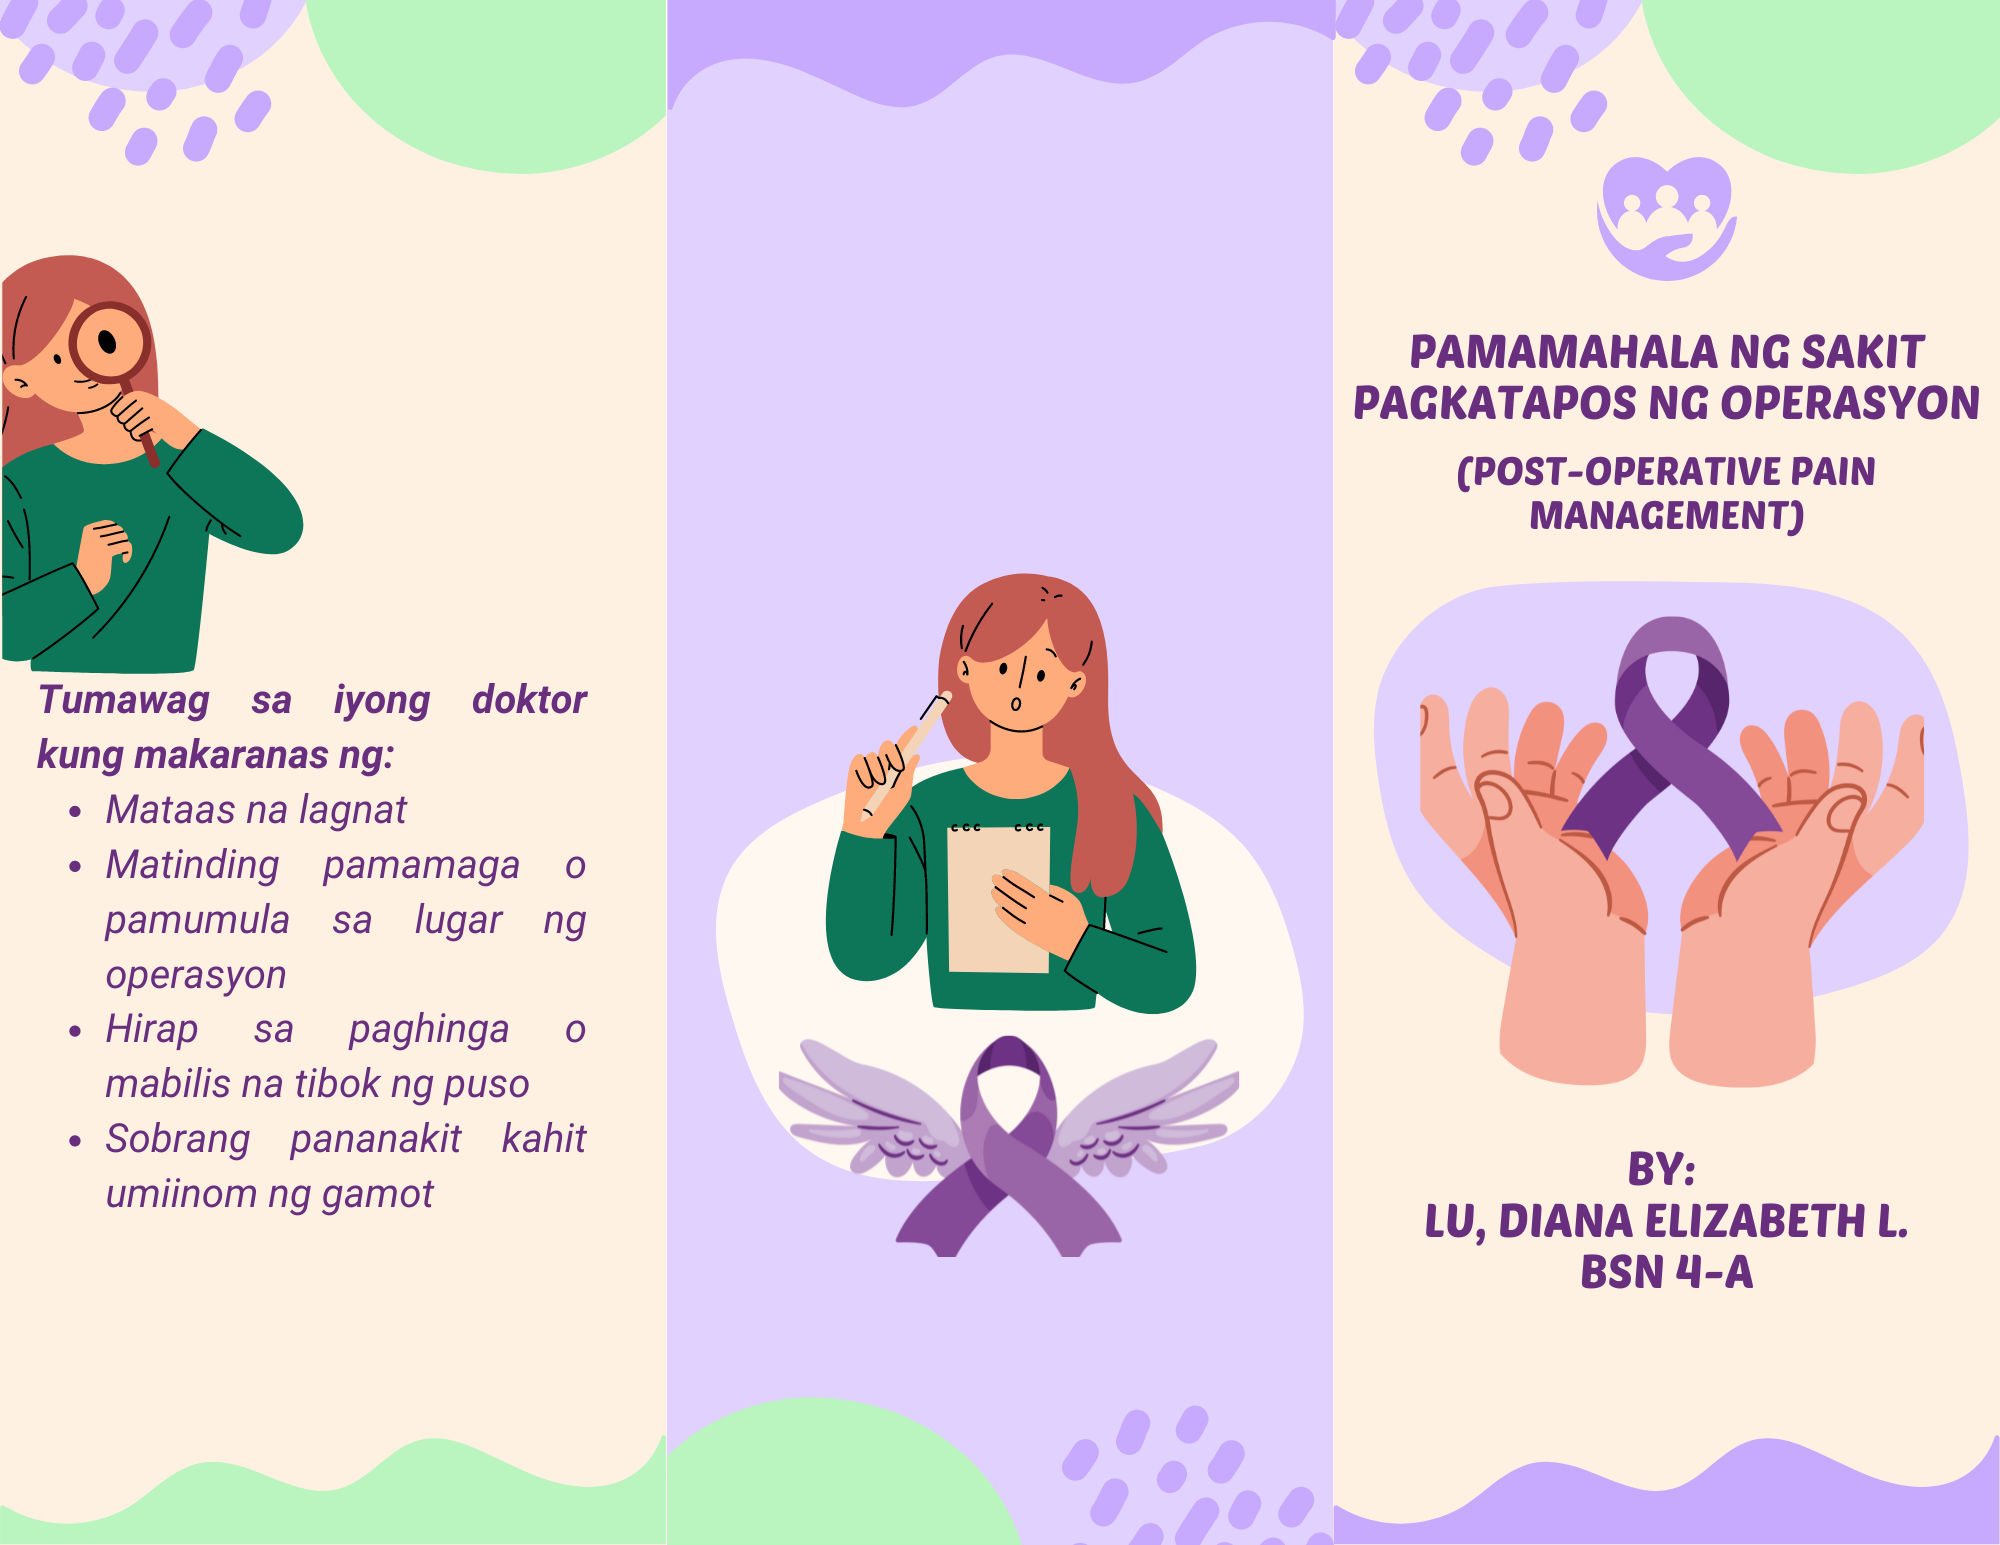 Tumawag sa iyong doktor
kung makaranas ng:
• Mataas na lagnat
• Matinding pamamaga o
pamumula sa lugar ng
operasyon
• Hirap sa paghinga o
mabilis na tibok ng puso
• Sobrang pananakit kahit
umiinom ng gamot
PAMAMAHALA NG SAKIT
PAGKATAPOS NG OPERASYON
(POST-OPERATIVE PAIN
MANAGEMENT)
BY:
LU, DIANA ELIZABETH L.
BSN 4-A